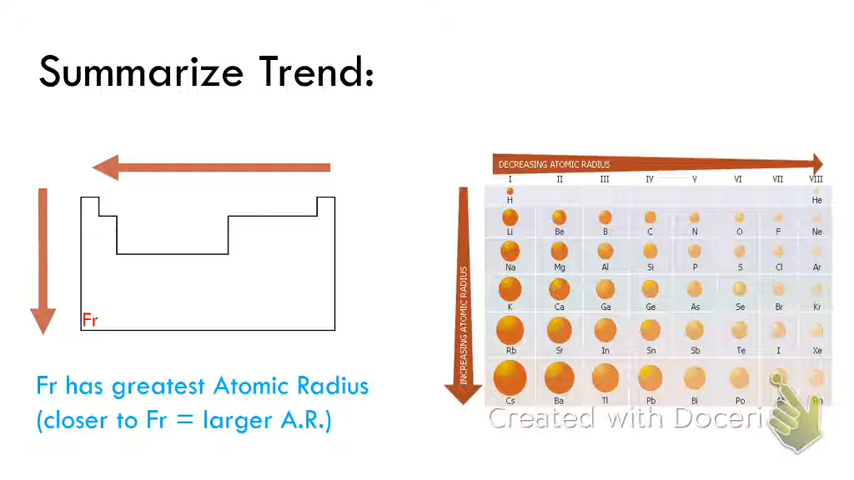 Summarize Trend:
Fr
Fr has greatest Atomic Radius
(closer to Fr = larger A.R.)
DECREASING ATOMIC RADIUS
I II III IV V VI VII VIII
INCREASING ATOMIC RADIUS
H He
Li Be B C N O F Ne
Na Mg Al Si P S Cl Ar
K Ca Ga Ge As Se Br Kr
Rb Sr In Sn Sb Te I Xe
Cs Ba Tl Pb Bi Po
Created with Doceri